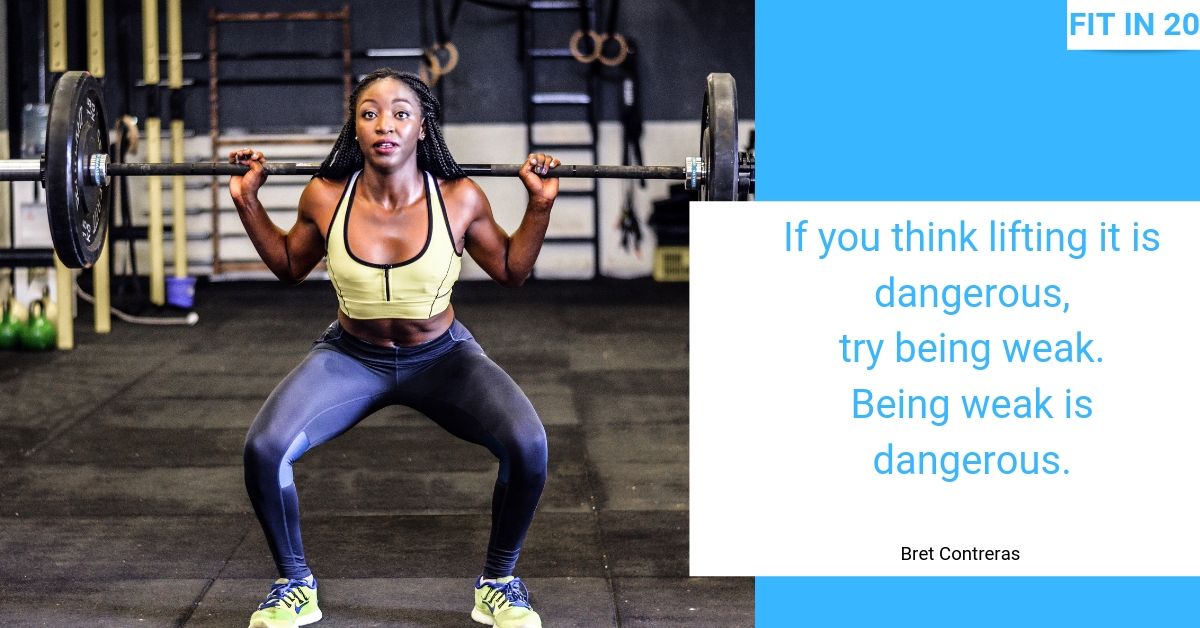 FIT IN 20
If you think lifting it is
dangerous,
try being weak.
Being weak is
dangerous.
Bret Contreras